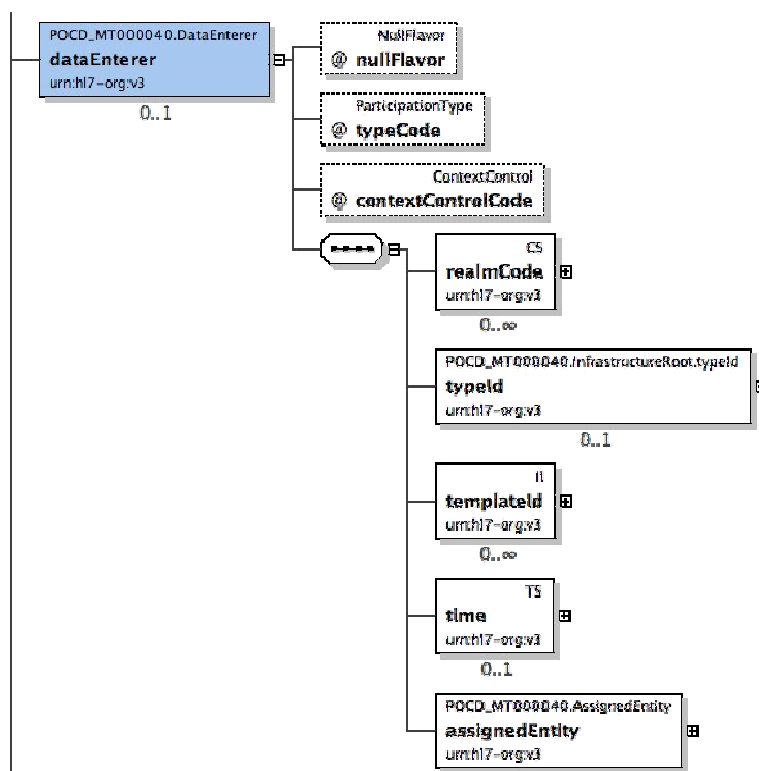 POCD_MT000040.DataEnterer
dataEnterer
urn:hl7-org:v3
0..1
NullFlavor
@ nullFlavor
ParticipationType
@ typeCode
ContextControl
@ contextControlCode
CS
realmCode
urn:hl7-org:v3
0..∞
POCD_MT000040.InfrastructureRoot.typeId
typeId
urn:hl7-org:v3
0..1
II
templateId
urn:hl7-org:v3
0..∞
TS
time
urn:hl7-org:v3
0..1
POCD_MT000040.AssignedEntity
assignedEntity
urn:hl7-org:v3